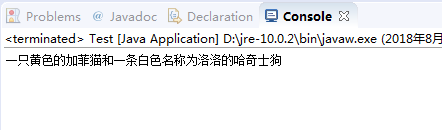 Problems @ Javadoc Declaration Console
<terminated> Test [Java Application] D:\jre-10.0.2\bin\javaw.exe (2018年8月
一只黄色的加菲猫和一条白色名称为洛洛的哈奇士狗